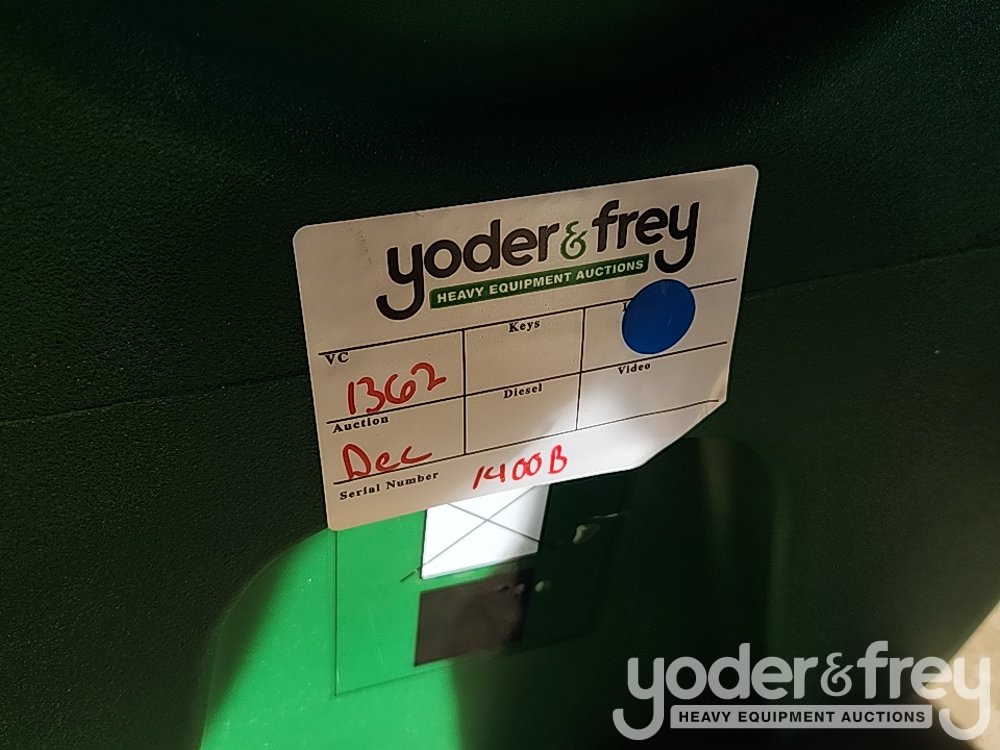 yoder & frey
HEAVY EQUIPMENT AUCTIONS
VC
1362
Keys
Auction
Dec
Diesel
Video
Serial Number
1400B
yoder & frey
HEAVY EQUIPMENT AUCTIONS